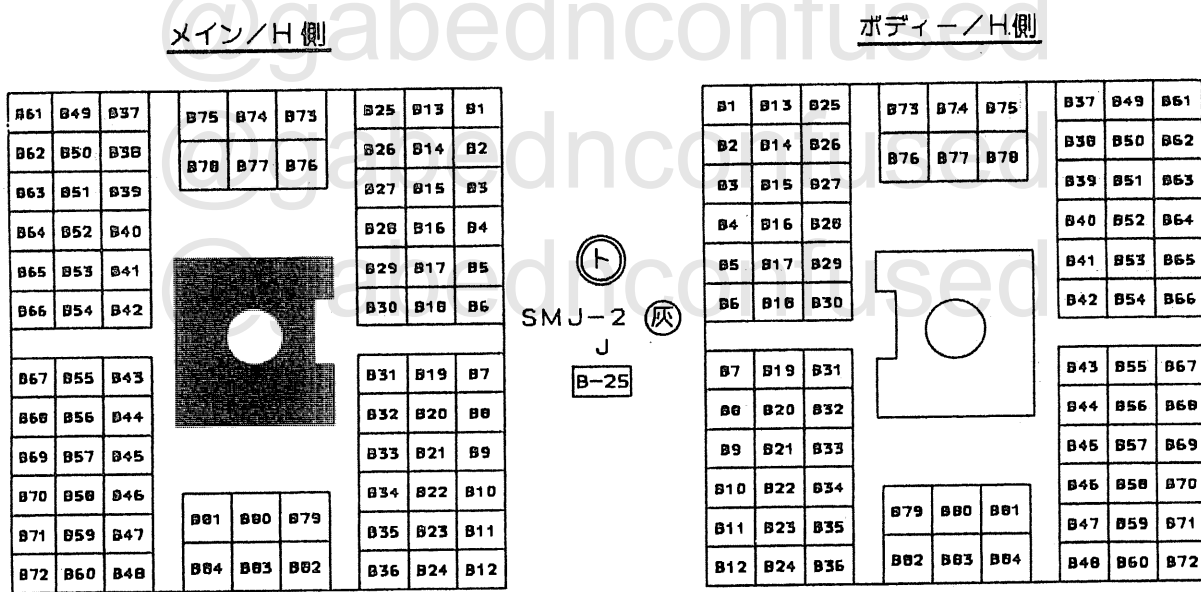 @gabednconfused
メイン/H側
ボディー/H側
B61 B49 B37 B75 B74 B73 B25 B13 B1
B62 B50 B38 B78 B77 B76 B26 B14 B2
B63 B51 B39 B27 B15 B3
B64 B52 B40 B28 B16 B4
B65 B53 B41 B29 B17 B5
B66 B54 B42 B30 B18 B6
B67 B55 B43 B31 B19 B7
B68 B56 B44 B32 B20 B8
B69 B57 B45 B33 B21 B9
B70 B58 B46 B34 B22 B10
B71 B59 B47 B81 B80 B79 B35 B23 B11
B72 B60 B48 B84 B83 B82 B36 B24 B12
ト
SMJ-2 灰
J
B-25
B1 B13 B25 B73 B74 B75 B37 B49 B61
B2 B14 B26 B76 B77 B78 B38 B50 B62
B3 B15 B27 B39 B51 B63
B4 B16 B28 B40 B52 B64
B5 B17 B29 B41 B53 B65
B6 B18 B30 B42 B54 B66
B7 B19 B31 B43 B55 B67
B8 B20 B32 B44 B56 B68
B9 B21 B33 B45 B57 B69
B10 B22 B34 B46 B58 B70
B11 B23 B35 B79 B80 B81 B47 B59 B71
B12 B24 B36 B82 B83 B84 B48 B60 B72
@gabednconfused
@gabednconfused